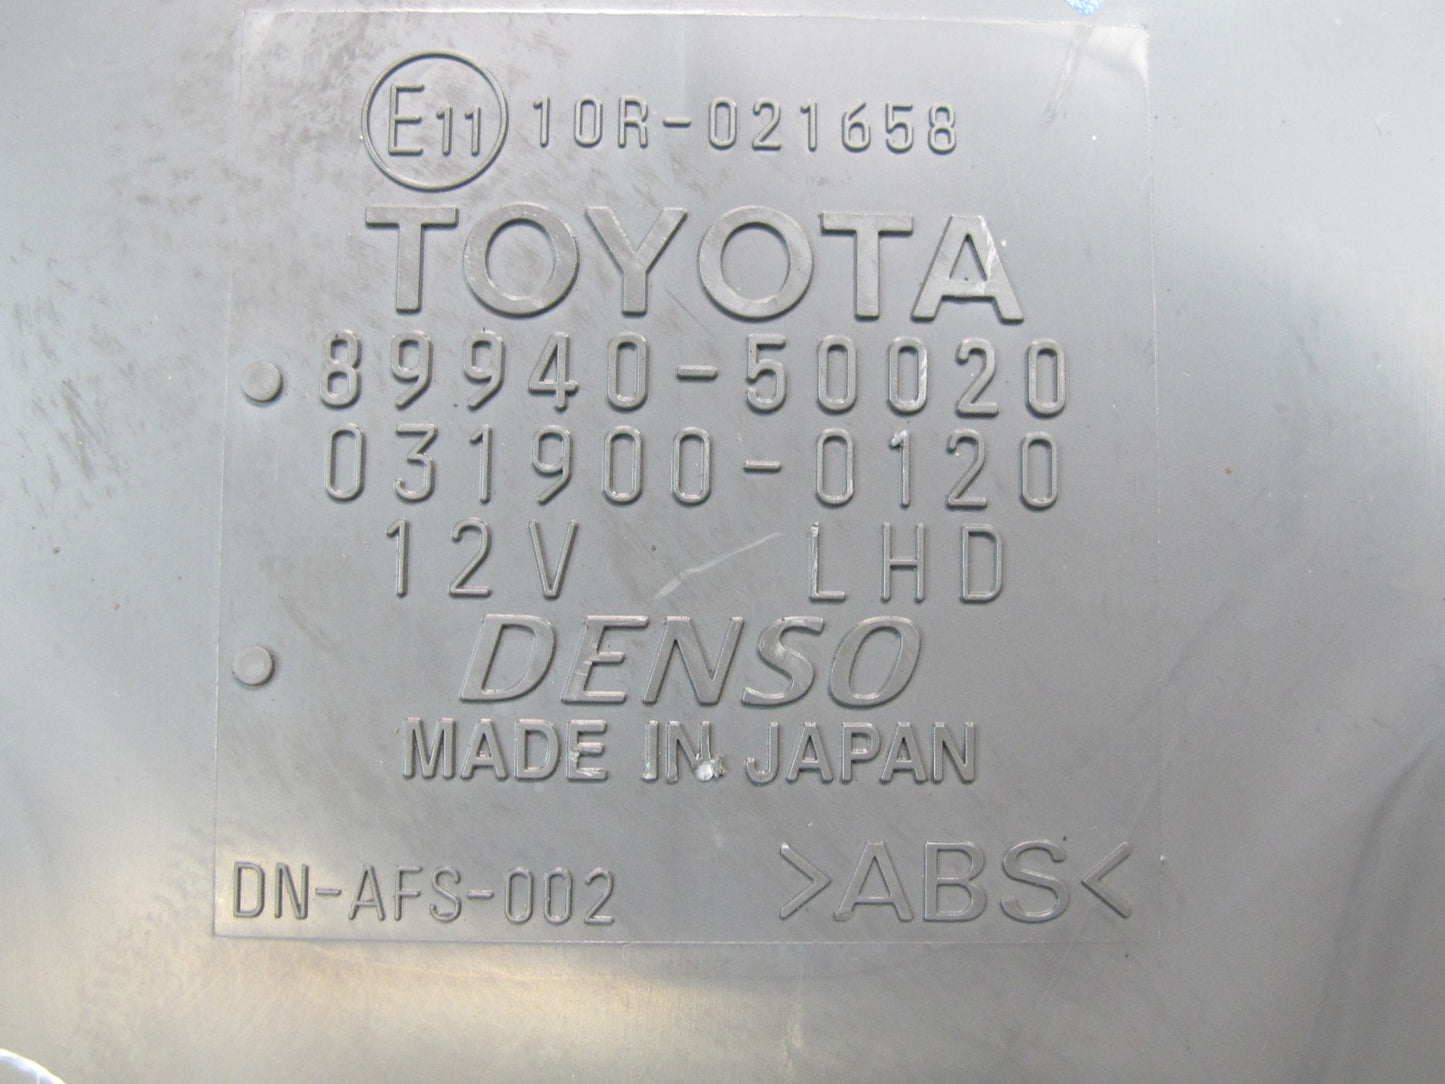 E11 10R-021658
TOYOTA
89940-50020
031900-0120
12V LHD
DENSO
MADE IN JAPAN
DN-AFS-002 >ABS<